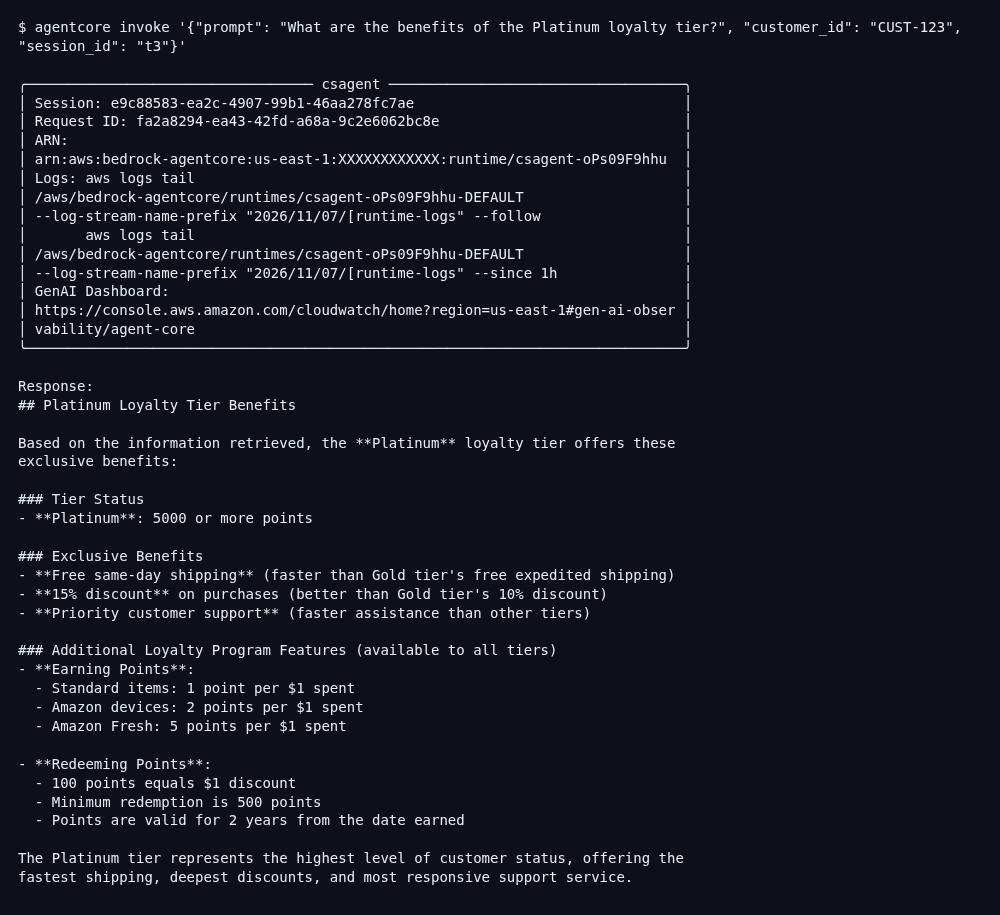 $ agentcore invoke '{"prompt": "What are the benefits of the Platinum loyalty tier?", "customer_id": "CUST-123",
"session_id": "t3"}'
csagent
Session: e9c88583-ea2c-4907-99b1-46aa278fc7ae
Request ID: fa2a8294-ea43-42fd-a68a-9c2e6062bc8e
ARN:
arn:aws:bedrock-agentcore:us-east-1:XXXXXXXXXXXX:runtime/csagent-oPs09F9hhu
Logs: aws logs tail
/aws/bedrock-agentcore/runtimes/csagent-oPs09F9hhu-DEFAULT
--log-stream-name-prefix "2026/11/07/[runtime-logs" --follow
aws logs tail
/aws/bedrock-agentcore/runtimes/csagent-oPs09F9hhu-DEFAULT
--log-stream-name-prefix "2026/11/07/[runtime-logs" --since 1h
GenAI Dashboard:
https://console.aws.amazon.com/cloudwatch/home?region=us-east-1#gen-ai-obser
vability/agent-core
Response:
## Platinum Loyalty Tier Benefits
Based on the information retrieved, the **Platinum** loyalty tier offers these
exclusive benefits:
### Tier Status
- **Platinum**: 5000 or more points
### Exclusive Benefits
- **Free same-day shipping** (faster than Gold tier's free expedited shipping)
- **15% discount** on purchases (better than Gold tier's 10% discount)
- **Priority customer support** (faster assistance than other tiers)
### Additional Loyalty Program Features (available to all tiers)
- **Earning Points**:
- Standard items: 1 point per $1 spent
- Amazon devices: 2 points per $1 spent
- Amazon Fresh: 5 points per $1 spent
- **Redeeming Points**:
- 100 points equals $1 discount
- Minimum redemption is 500 points
- Points are valid for 2 years from the date earned
The Platinum tier represents the highest level of customer status, offering the
fastest shipping, deepest discounts, and most responsive support service.